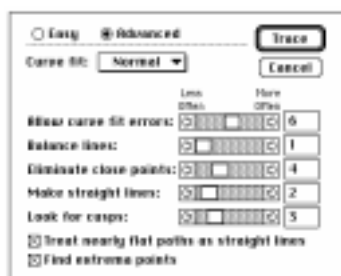 Easy Advanced Trace
Curve fit: Normal Cancel
Less Often More Often
Allow curve fit errors: 6
Balance lines: 1
Eliminate close points: 4
Make straight lines: 2
Look for cusps: 3
Treat nearly flat paths as straight lines
Find extrema points